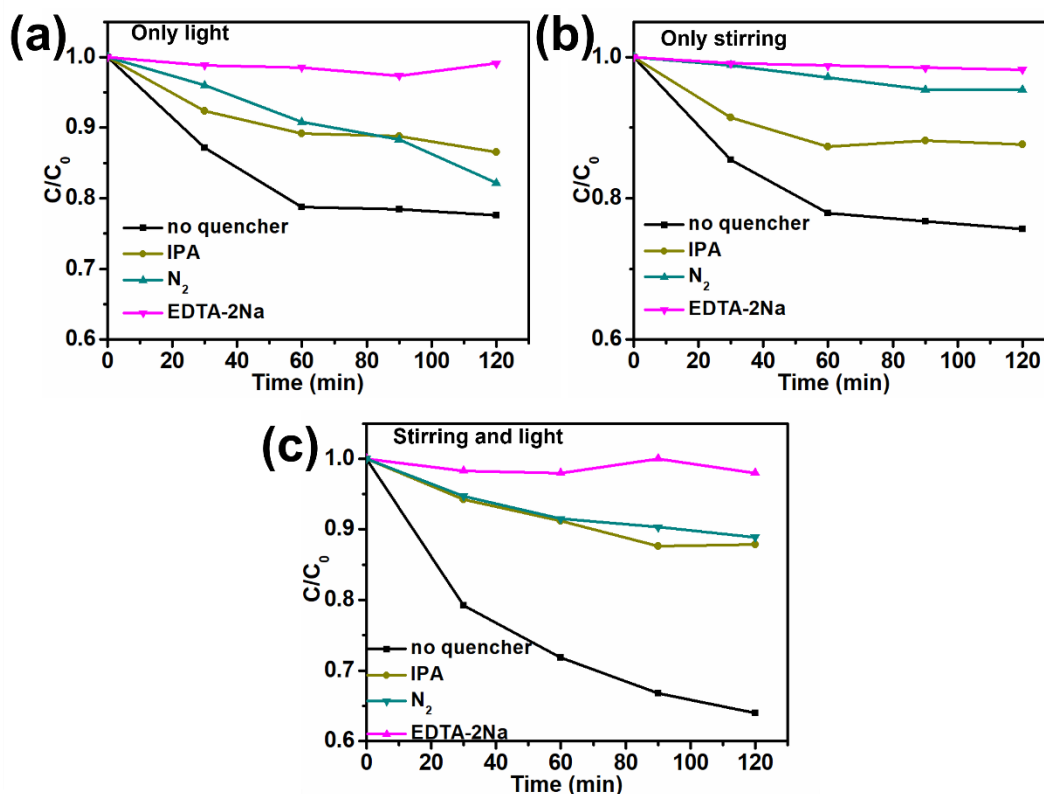 (a)
Only light
1.0
0.9
0.8
0.7
0.6
C/C₀
no quencher
IPA
N₂
EDTA-2Na
0 20 40 60 80 100 120
Time (min)
(b)
Only stirring
1.0
0.9
0.8
0.7
0.6
C/C₀
no quencher
IPA
N₂
EDTA-2Na
0 20 40 60 80 100 120
Time (min)
(c)
Stirring and light
1.0
0.9
0.8
0.7
0.6
C/C₀
no quencher
IPA
N₂
EDTA-2Na
0 20 40 60 80 100 120
Time (min)